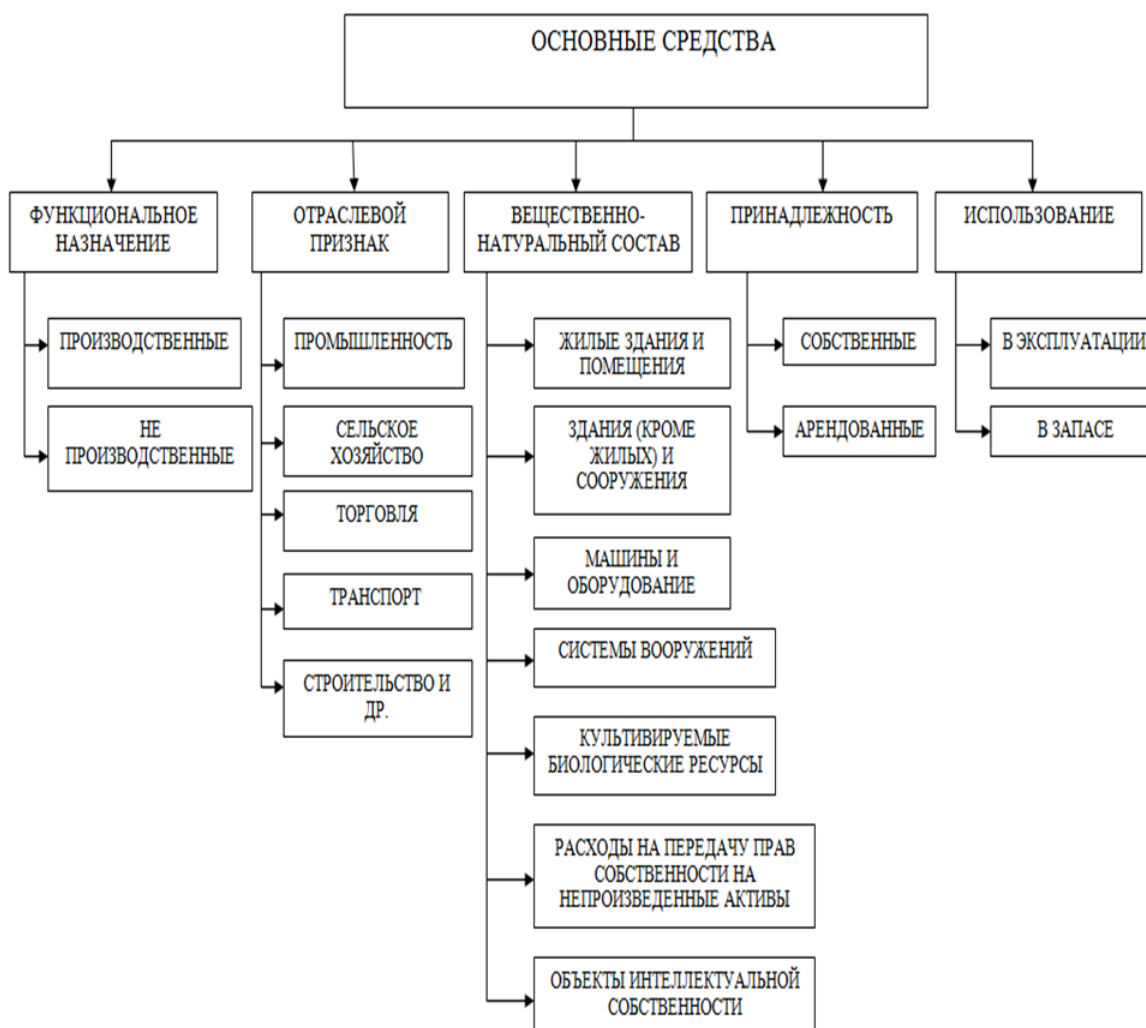 ОСНОВНЫЕ СРЕДСТВА
ФУНКЦИОНАЛЬНОЕ
НАЗНАЧЕНИЕ
ПРОИЗВОДСТВЕННЫЕ
НЕ
ПРОИЗВОДСТВЕННЫЕ
ОТРАСЛЕВОЙ
ПРИЗНАК
ПРОМЫШЛЕННОСТЬ
СЕЛЬСКОЕ
ХОЗЯЙСТВО
ТОРГОВЛЯ
ТРАНСПОРТ
СТРОИТЕЛЬСТВО И
ДР.
ВЕЩЕСТВЕННО-
НАТУРАЛЬНЫЙ СОСТАВ
ЖИЛЫЕ ЗДАНИЯ И
ПОМЕЩЕНИЯ
ЗДАНИЯ (КРОМЕ
ЖИЛЫХ) И
СООРУЖЕНИЯ
МАШИНЫ И
ОБОРУДОВАНИЕ
СИСТЕМЫ ВООРУЖЕНИЙ
КУЛЬТИВИРУЕМЫЕ
БИОЛОГИЧЕСКИЕ РЕСУРСЫ
РАСХОДЫ НА ПЕРЕДАЧУ ПРАВ
СОБСТВЕННОСТИ НА
НЕПРОИЗВЕДЕННЫЕ АКТИВЫ
ОБЪЕКТЫ ИНТЕЛЛЕКТУАЛЬНОЙ
СОБСТВЕННОСТИ
ПРИНАДЛЕЖНОСТЬ
СОБСТВЕННЫЕ
АРЕНДОВАННЫЕ
ИСПОЛЬЗОВАНИЕ
В ЭКСПЛУАТАЦИИ
В ЗАПАСЕ